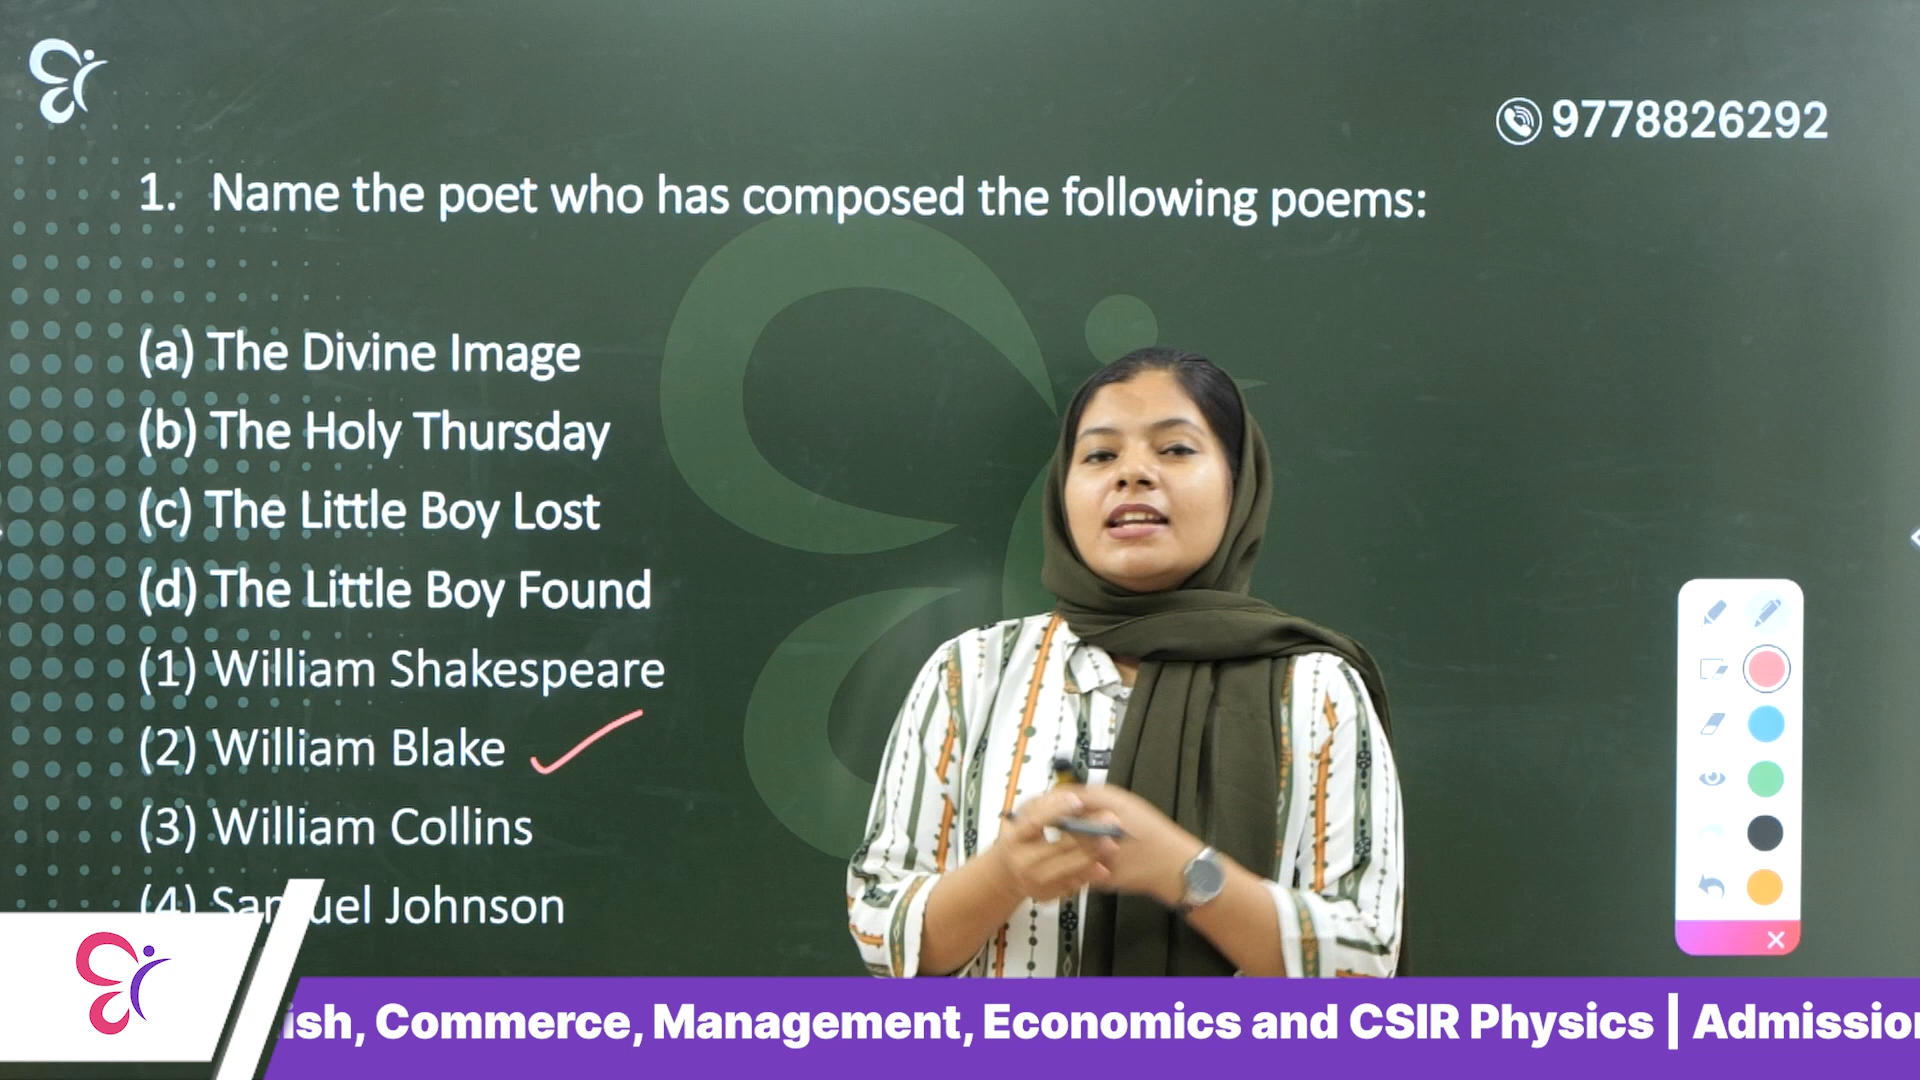 9778826292
1. Name the poet who has composed the following poems:
(a) The Divine Image
(b) The Holy Thursday
(c) The Little Boy Lost
(d) The Little Boy Found
(1) William Shakespeare
(2) William Blake
(3) William Collins
(4) Samuel Johnson
ish, Commerce, Management, Economics and CSIR Physics | Admission